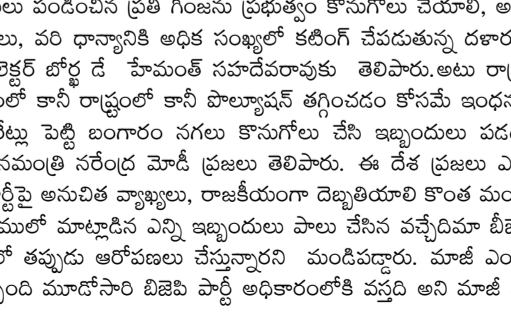 లు పండించిన ప్రతి గింజను ప్రభుత్వం కొనుగోలు చేయాలి, అ
లు, వరి ధాన్యానికి అధిక సంఖ్యలో కటింగ్ చేపడుతున్న దళార
లెక్టర్ బోర్ఖ డే హేమంత్ సహదేవరావుకు తెలిపారు.అటు రా
లో కానీ రాష్ట్రంలో కానీ పొల్యూషన్ తగ్గించడం కోసమే ఇంధన
రేట్లు పెట్టి బంగారం నగలు కొనుగోలు చేసి ఇబ్బందులు పడ
నమంత్రి నరేంద్ర మోడీ ప్రజలు తెలిపారు. ఈ దేశ ప్రజలు ఎ
ర్టీపై అనుచిత వ్యాఖ్యలు, రాజకీయంగా దెబ్బతియాలి కొంత మం
ములో మాట్లాడిన ఎన్ని ఇబ్బందులు పాలు చేసిన వచ్చేదిమా బీజే
లో తప్పుడు ఆరోపణలు చేస్తున్నారని మండిపడ్డారు. మాజీ ఎం
్బంది మూడోసారి బిజెపి పార్టీ అధికారంలోకి వస్తది అని మాజీ